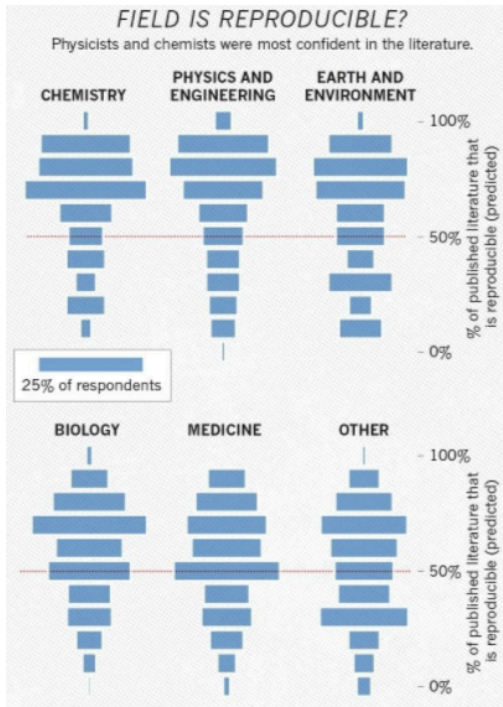 FIELD IS REPRODUCIBLE?
Physicists and chemists were most confident in the literature.
CHEMISTRY
PHYSICS AND
ENGINEERING
EARTH AND
ENVIRONMENT
100%
50%
0%
% of published literature that
is reproducible (predicted)
25% of respondents
BIOLOGY
MEDICINE
OTHER
100%
50%
0%
% of published literature that
is reproducible (predicted)